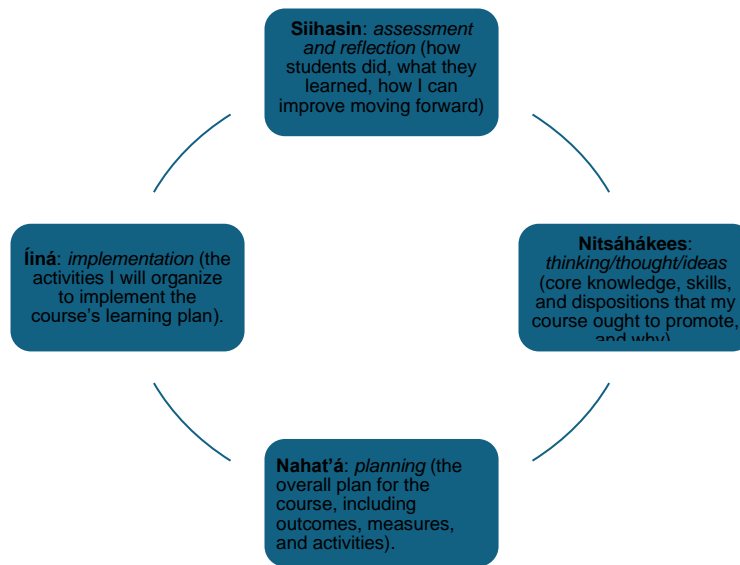 Siihasin: assessment
and reflection (how
students did, what they
learned, how I can
improve moving forward)
Nitsáhákees:
thinking/thought/ideas
(core knowledge, skills,
and dispositions that my
course ought to promote,
and why)
Nahat’á: planning (the
overall plan for the
course, including
outcomes, measures,
and activities).
Íiná: implementation (the
activities I will organize
to implement the
course’s learning plan).